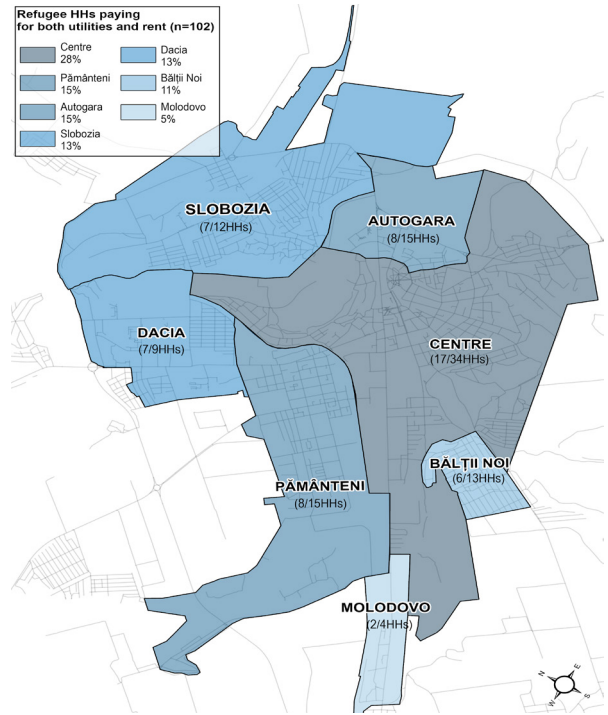 Refugee HHs paying
for both utilities and rent (n=102)
Centre
28%
Pământeni
15%
Autogara
15%
Slobozia
13%
Dacia
13%
Bălții Noi
11%
Molodovo
5%
SLOBOZIA
(7/12HHs)
AUTOGARA
(8/15HHs)
DACIA
(7/9HHs)
CENTRE
(17/34HHs)
BĂLȚII NOI
(6/13HHs)
PĂMÂNTENI
(8/15HHs)
MOLODOVO
(2/4HHs)
N
E
W
S